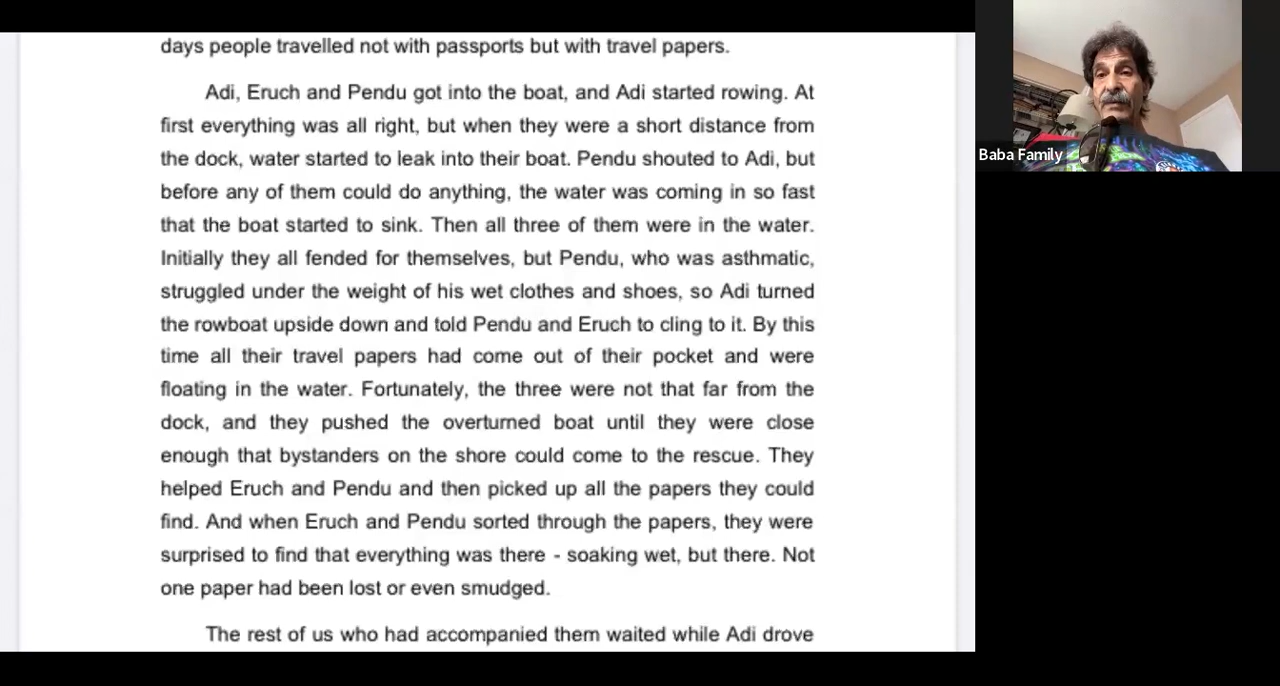 days people travelled not with passports but with travel papers.
Adi, Eruch and Pendu got into the boat, and Adi started rowing. At
first everything was all right, but when they were a short distance from
the dock, water started to leak into their boat. Pendu shouted to Adi, but
before any of them could do anything, the water was coming in so fast
that the boat started to sink. Then all three of them were in the water.
Initially they all fended for themselves, but Pendu, who was asthmatic,
struggled under the weight of his wet clothes and shoes, so Adi turned
the rowboat upside down and told Pendu and Eruch to cling to it. By this
time all their travel papers had come out of their pocket and were
floating in the water. Fortunately, the three were not that far from the
dock, and they pushed the overturned boat until they were close
enough that bystanders on the shore could come to the rescue. They
helped Eruch and Pendu and then picked up all the papers they could
find. And when Eruch and Pendu sorted through the papers, they were
surprised to find that everything was there - soaking wet, but there. Not
one paper had been lost or even smudged.
The rest of us who had accompanied them waited while Adi drove
Baba Family